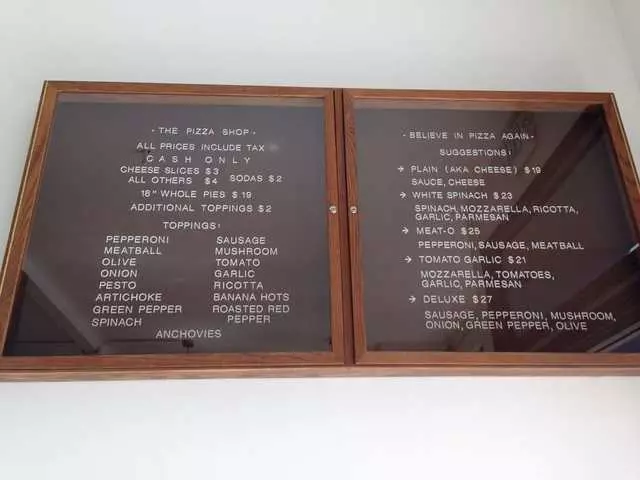 · THE PIZZA SHOP ·
ALL PRICES INCLUDE TAX
CASH ONLY
CHEESE SLICES $3
ALL OTHERS $4 SODAS $2
18" WHOLE PIES $19
ADDITIONAL TOPPINGS $2
TOPPINGS:
PEPPERONI SAUSAGE
MEATBALL MUSHROOM
OLIVE TOMATO
ONION GARLIC
PESTO RICOTTA
ARTICHOKE BANANA HOTS
GREEN PEPPER ROASTED RED
SPINACH PEPPER
ANCHOVIES
· BELIEVE IN PIZZA AGAIN ·
SUGGESTIONS:
→ PLAIN (AKA CHEESE) $19
SAUCE, CHEESE
→ WHITE SPINACH $23
SPINACH, MOZZARELLA, RICOTTA,
GARLIC, PARMESAN
→ MEAT-O $25
PEPPERONI, SAUSAGE, MEATBALL
→ TOMATO GARLIC $21
MOZZARELLA, TOMATOES,
GARLIC, PARMESAN
→ DELUXE $27
SAUSAGE, PEPPERONI, MUSHROOM,
ONION, GREEN PEPPER, OLIVE